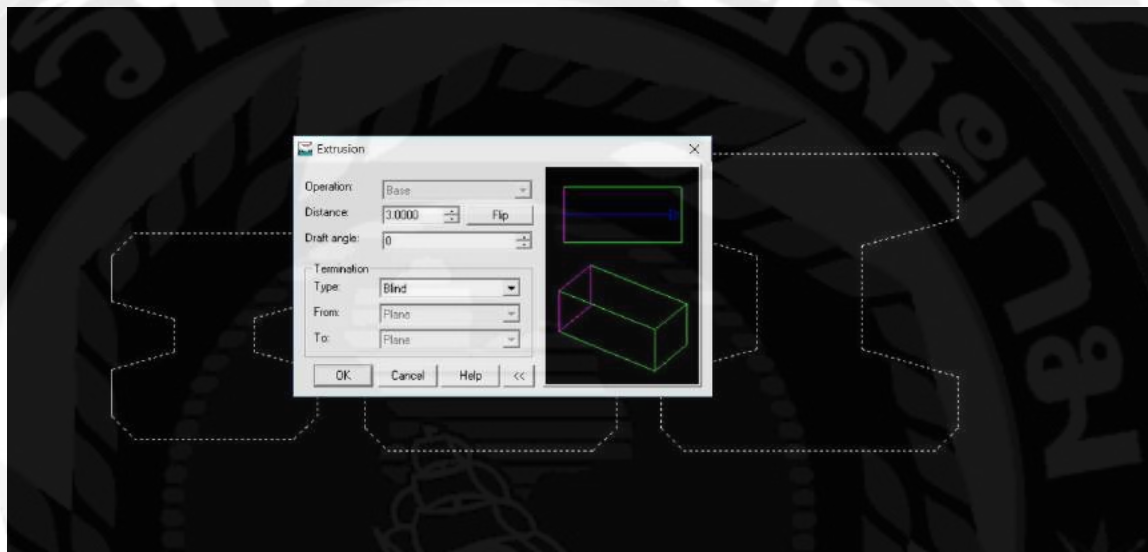 Extrusion
Operation: Base
Distance: 3.0000 Flip
Draft angle: 0
Termination
Type: Blind
From: Plane
To: Plane
OK Cancel Help <<